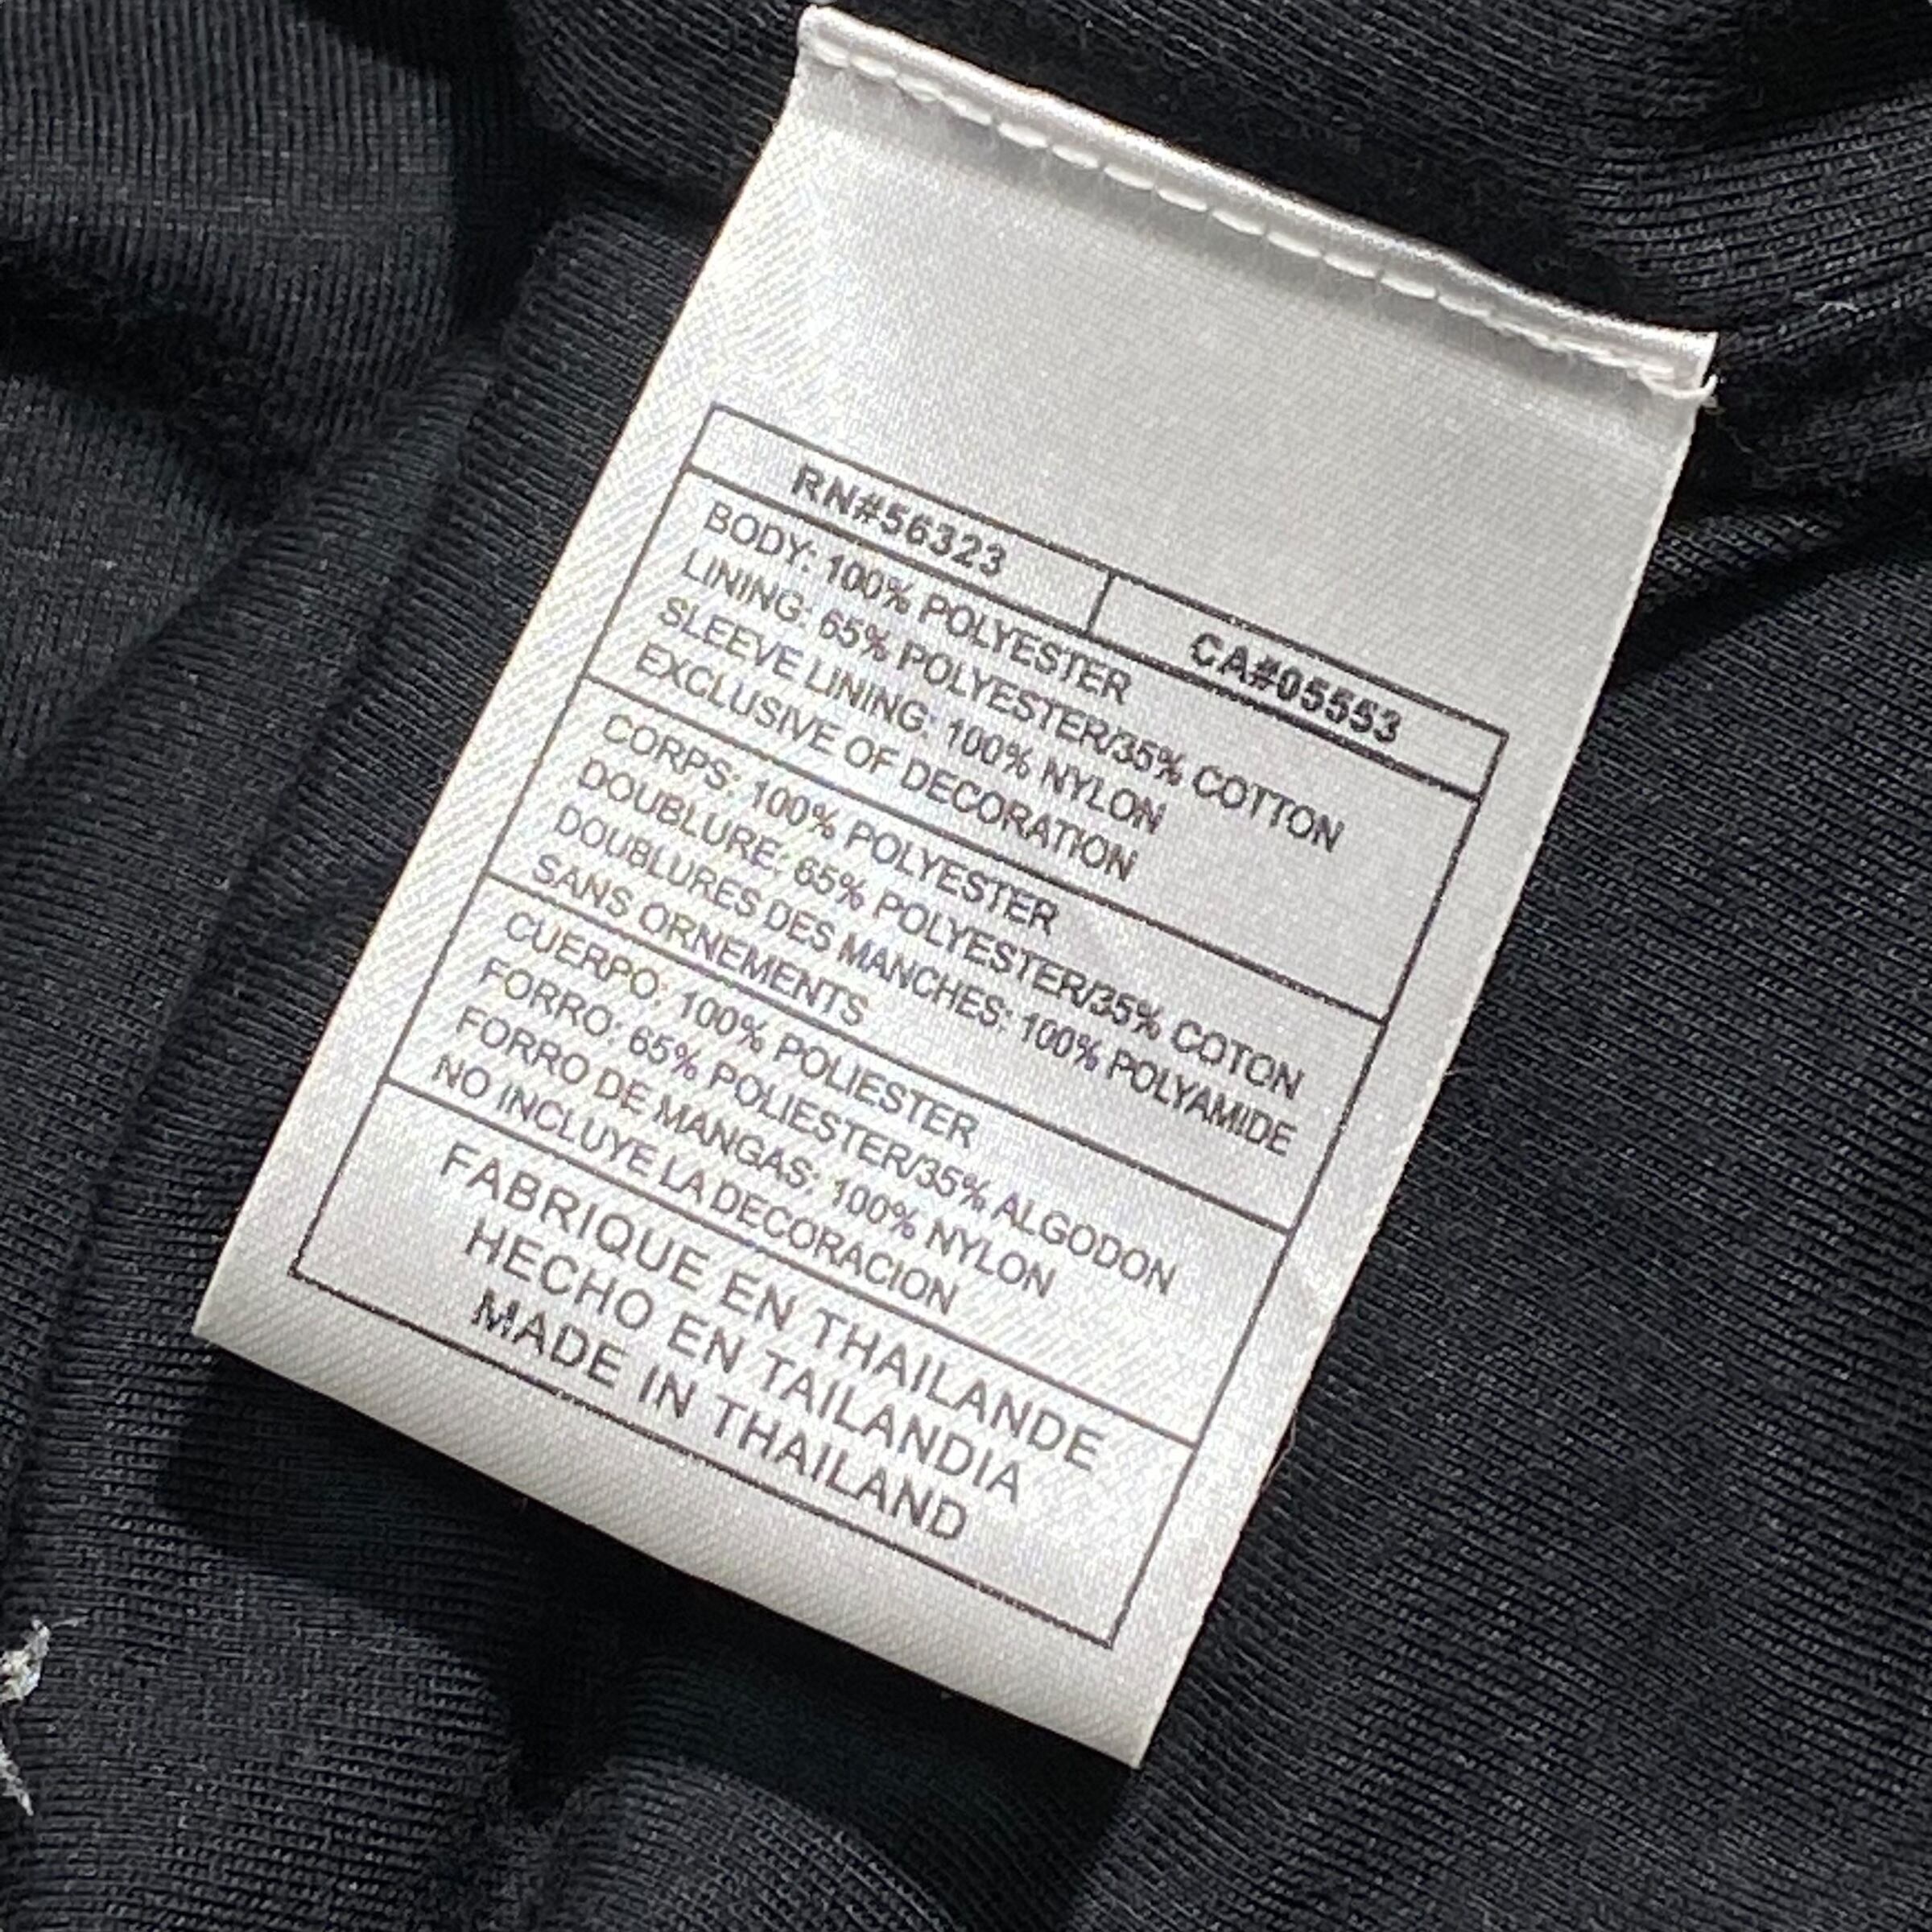 RN#56323 CA#05553
BODY: 100% POLYESTER
LINING: 65% POLYESTER/35% COTTON
SLEEVE LINING: 100% NYLON
EXCLUSIVE OF DECORATION
CORPS: 100% POLYESTER
DOUBLURE: 65% POLYESTER/35% COTON
DOUBLURES DES MANCHES: 100% POLYAMIDE
SANS ORNEMENTS
CUERPO: 100% POLIESTER
FORRO: 65% POLIESTER/35% ALGODON
FORRO DE MANGAS: 100% NYLON
NO INCLUYE LA DECORACION
FABRIQUE EN THAILANDE
HECHO EN TAILANDIA
MADE IN THAILAND